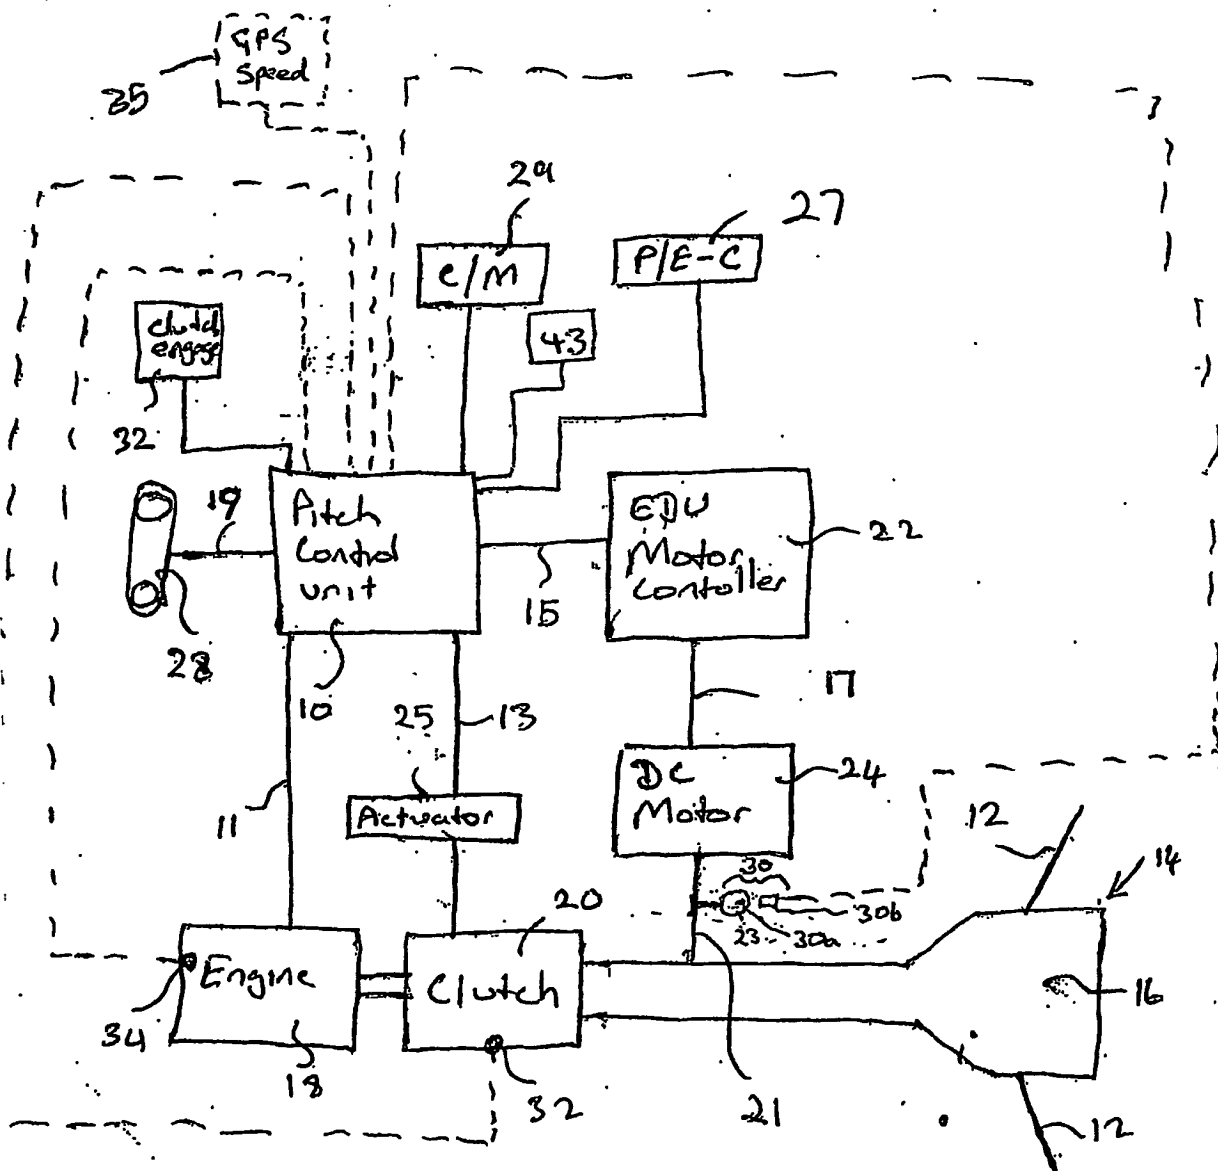 GPS
Speed
35
29
27
C/M
P/E-C
43
Clutch
engage
32
19
Pitch
Control
unit
EDU
Motor
Contoller
22
15
28
10
25
13
17
DC
Motor
24
11
Actuator
12
14
30
30b
20
23
30a
Engine
Clutch
16
34
18
32
21
12